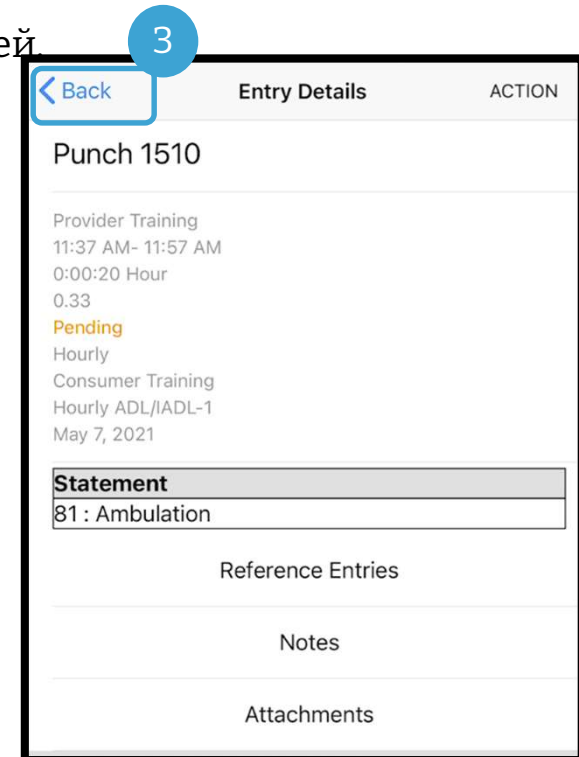 ей.
3
Back Entry Details ACTION
Punch 1510
Provider Training
11:37 AM- 11:57 AM
0:00:20 Hour
0.33
Pending
Hourly
Consumer Training
Hourly ADL/IADL-1
May 7, 2021
Statement
81 : Ambulation
Reference Entries
Notes
Attachments